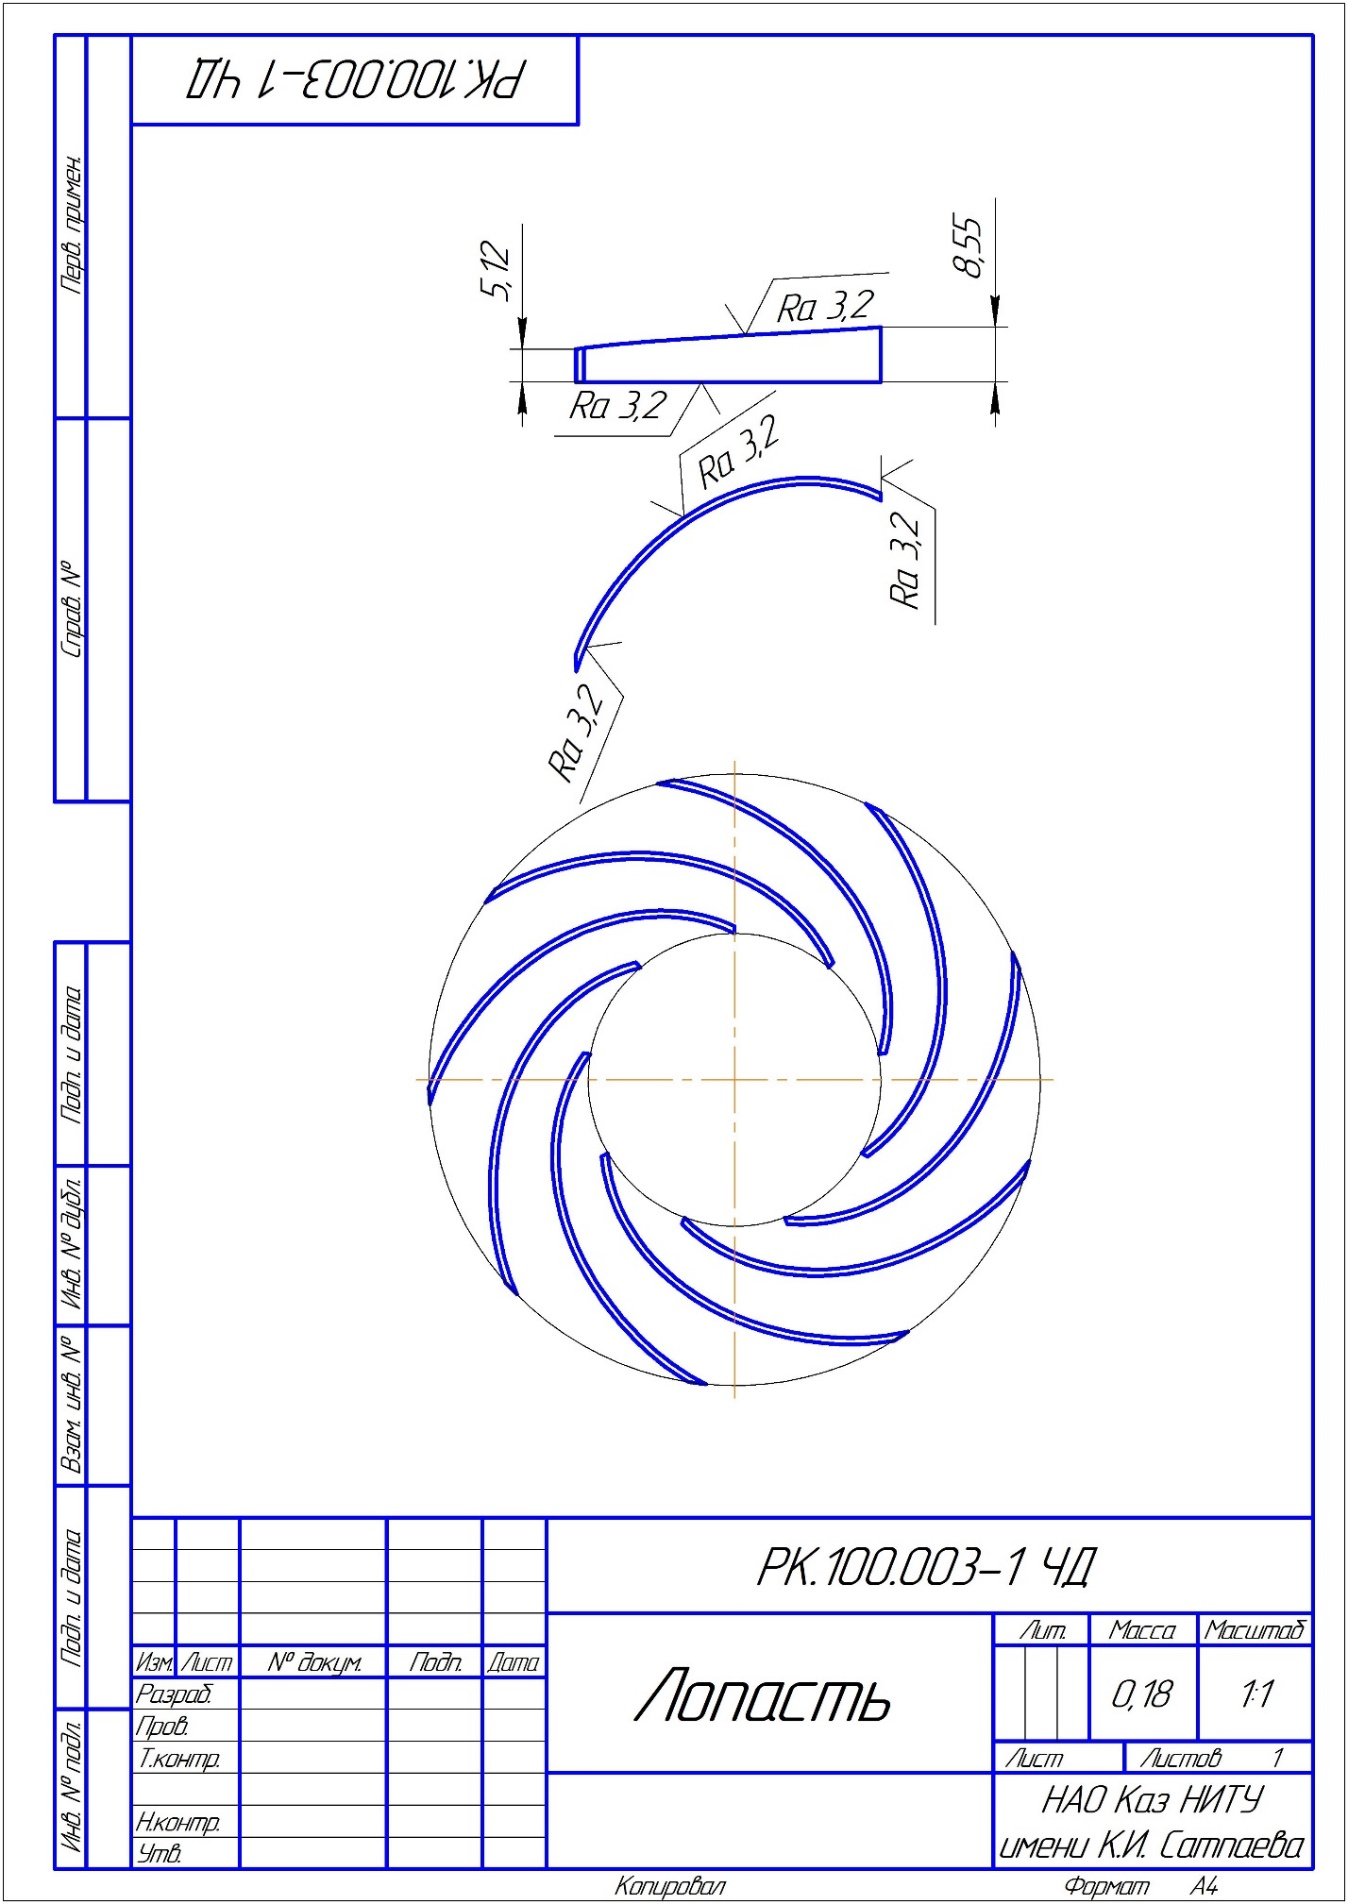 РК.100.003-1 ЧД
Перв. примен.
Справ. №
Подп. и дата
Инв. № дубл.
Взам. инв. №
Подп. и дата
Инв. № подл.
5,12
8,55
Ra 3,2
Ra 3,2
Ra 3,2
Ra 3,2
Ra 3,2
РК.100.003-1 ЧД
Изм. Лист № докум. Подп. Дата
Разраб.
Пров.
Т.контр.
Н.контр.
Утв.
Лопасть
Лит. Масса Масштаб
0,18 1:1
Лист Листов 1
НАО Каз НИТУ
имени К.И. Сатпаева
Копировал Формат А4